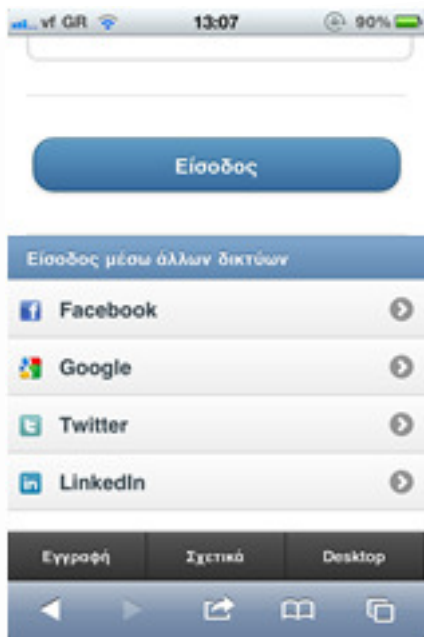 vf GR 13:07 90%
Είσοδος
Είσοδος μέσω άλλων δικτύων
Facebook
Google
Twitter
LinkedIn
Εγγραφή Σχετικά Desktop